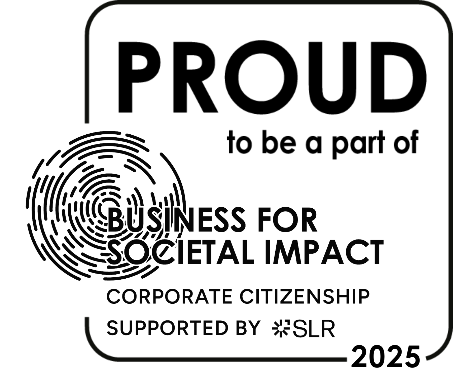 PROUD
to be a part of
BUSINESS FOR
SOCIETAL IMPACT
CORPORATE CITIZENSHIP
SUPPORTED BY SLR
2025